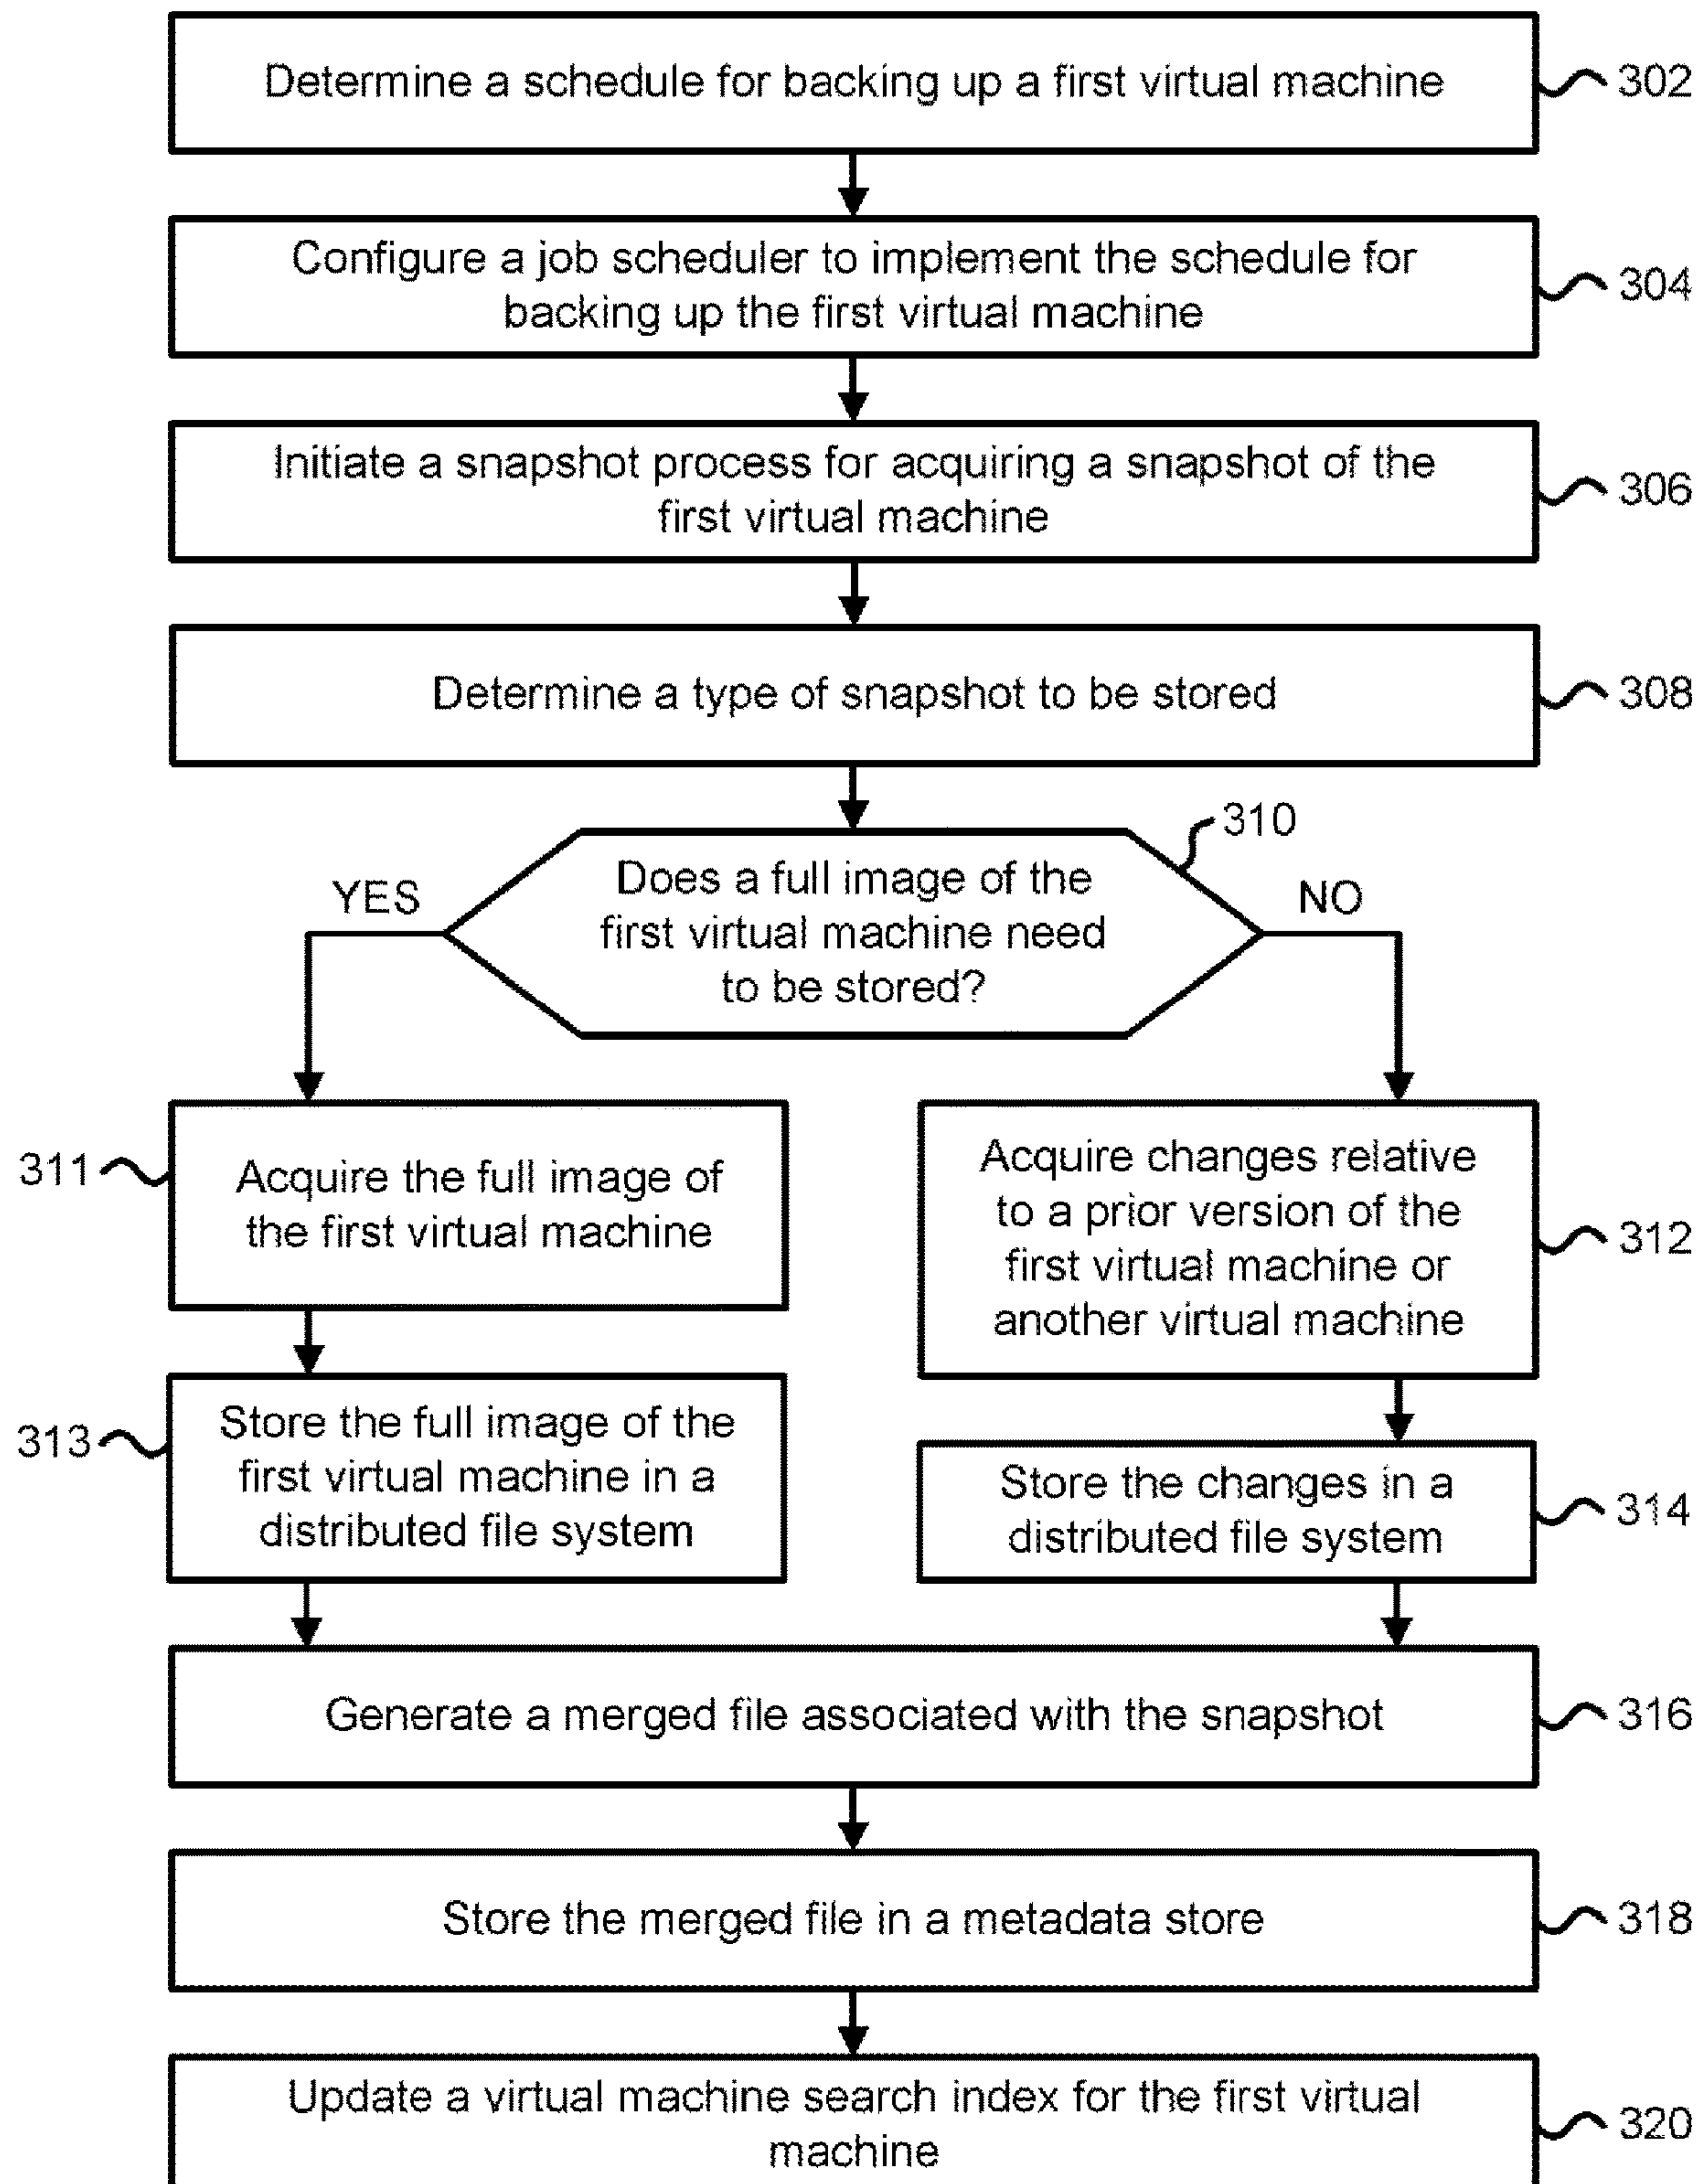 Determine a schedule for backing up a first virtual machine
302
Configure a job scheduler to implement the schedule for
backing up the first virtual machine
304
Initiate a snapshot process for acquiring a snapshot of the
first virtual machine
306
Determine a type of snapshot to be stored
308
310
Does a full image of the
first virtual machine need
to be stored?
YES
NO
311
Acquire the full image of
the first virtual machine
Acquire changes relative
to a prior version of the
first virtual machine or
another virtual machine
312
313
Store the full image of the
first virtual machine in a
distributed file system
Store the changes in a
distributed file system
314
Generate a merged file associated with the snapshot
316
Store the merged file in a metadata store
318
Update a virtual machine search index for the first virtual
machine
320